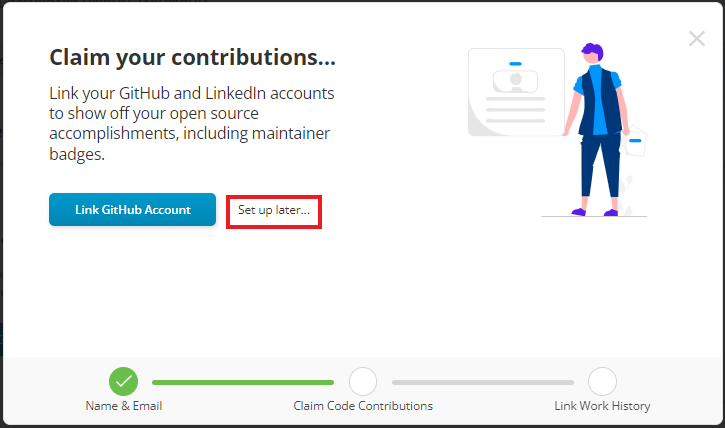 Claim your contributions...
Link your GitHub and LinkedIn accounts
to show off your open source
accomplishments, including maintainer
badges.
Link GitHub Account
Set up later...
Name & Email
Claim Code Contributions
Link Work History